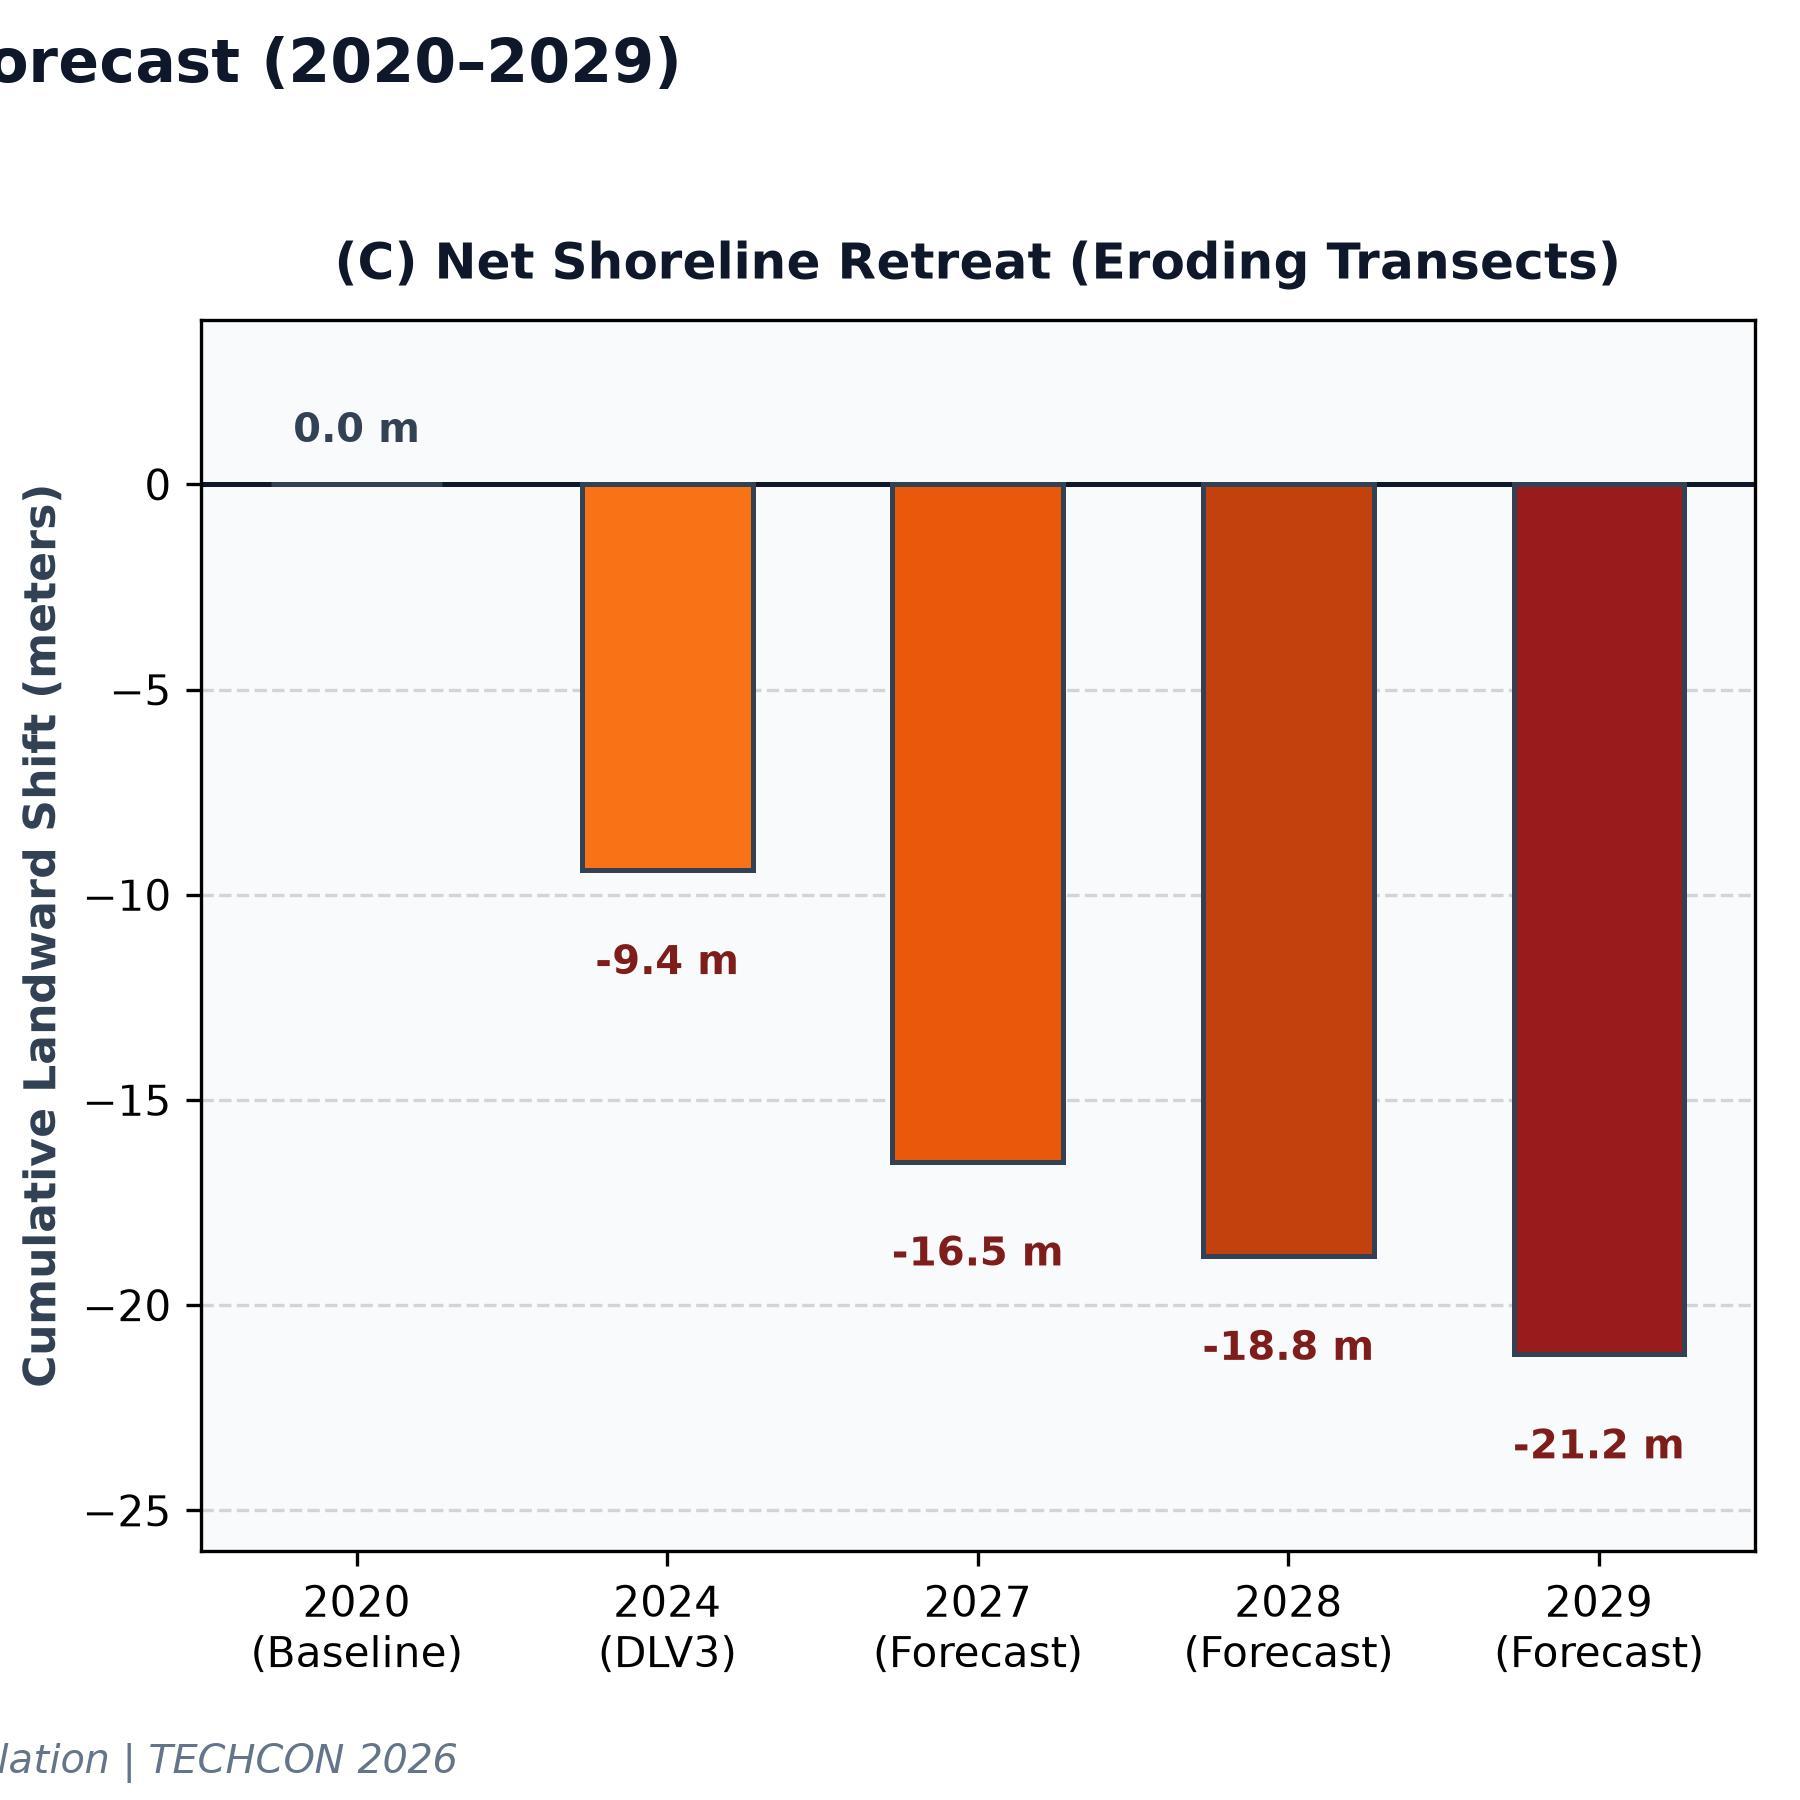 orecast (2020–2029)
(C) Net Shoreline Retreat (Eroding Transects)
Cumulative Landward Shift (meters)
0.0 m
0
−5
−10
−15
−20
−25
-9.4 m
-16.5 m
-18.8 m
-21.2 m
2020
(Baseline)
2024
(DLV3)
2027
(Forecast)
2028
(Forecast)
2029
(Forecast)
lation | TECHCON 2026